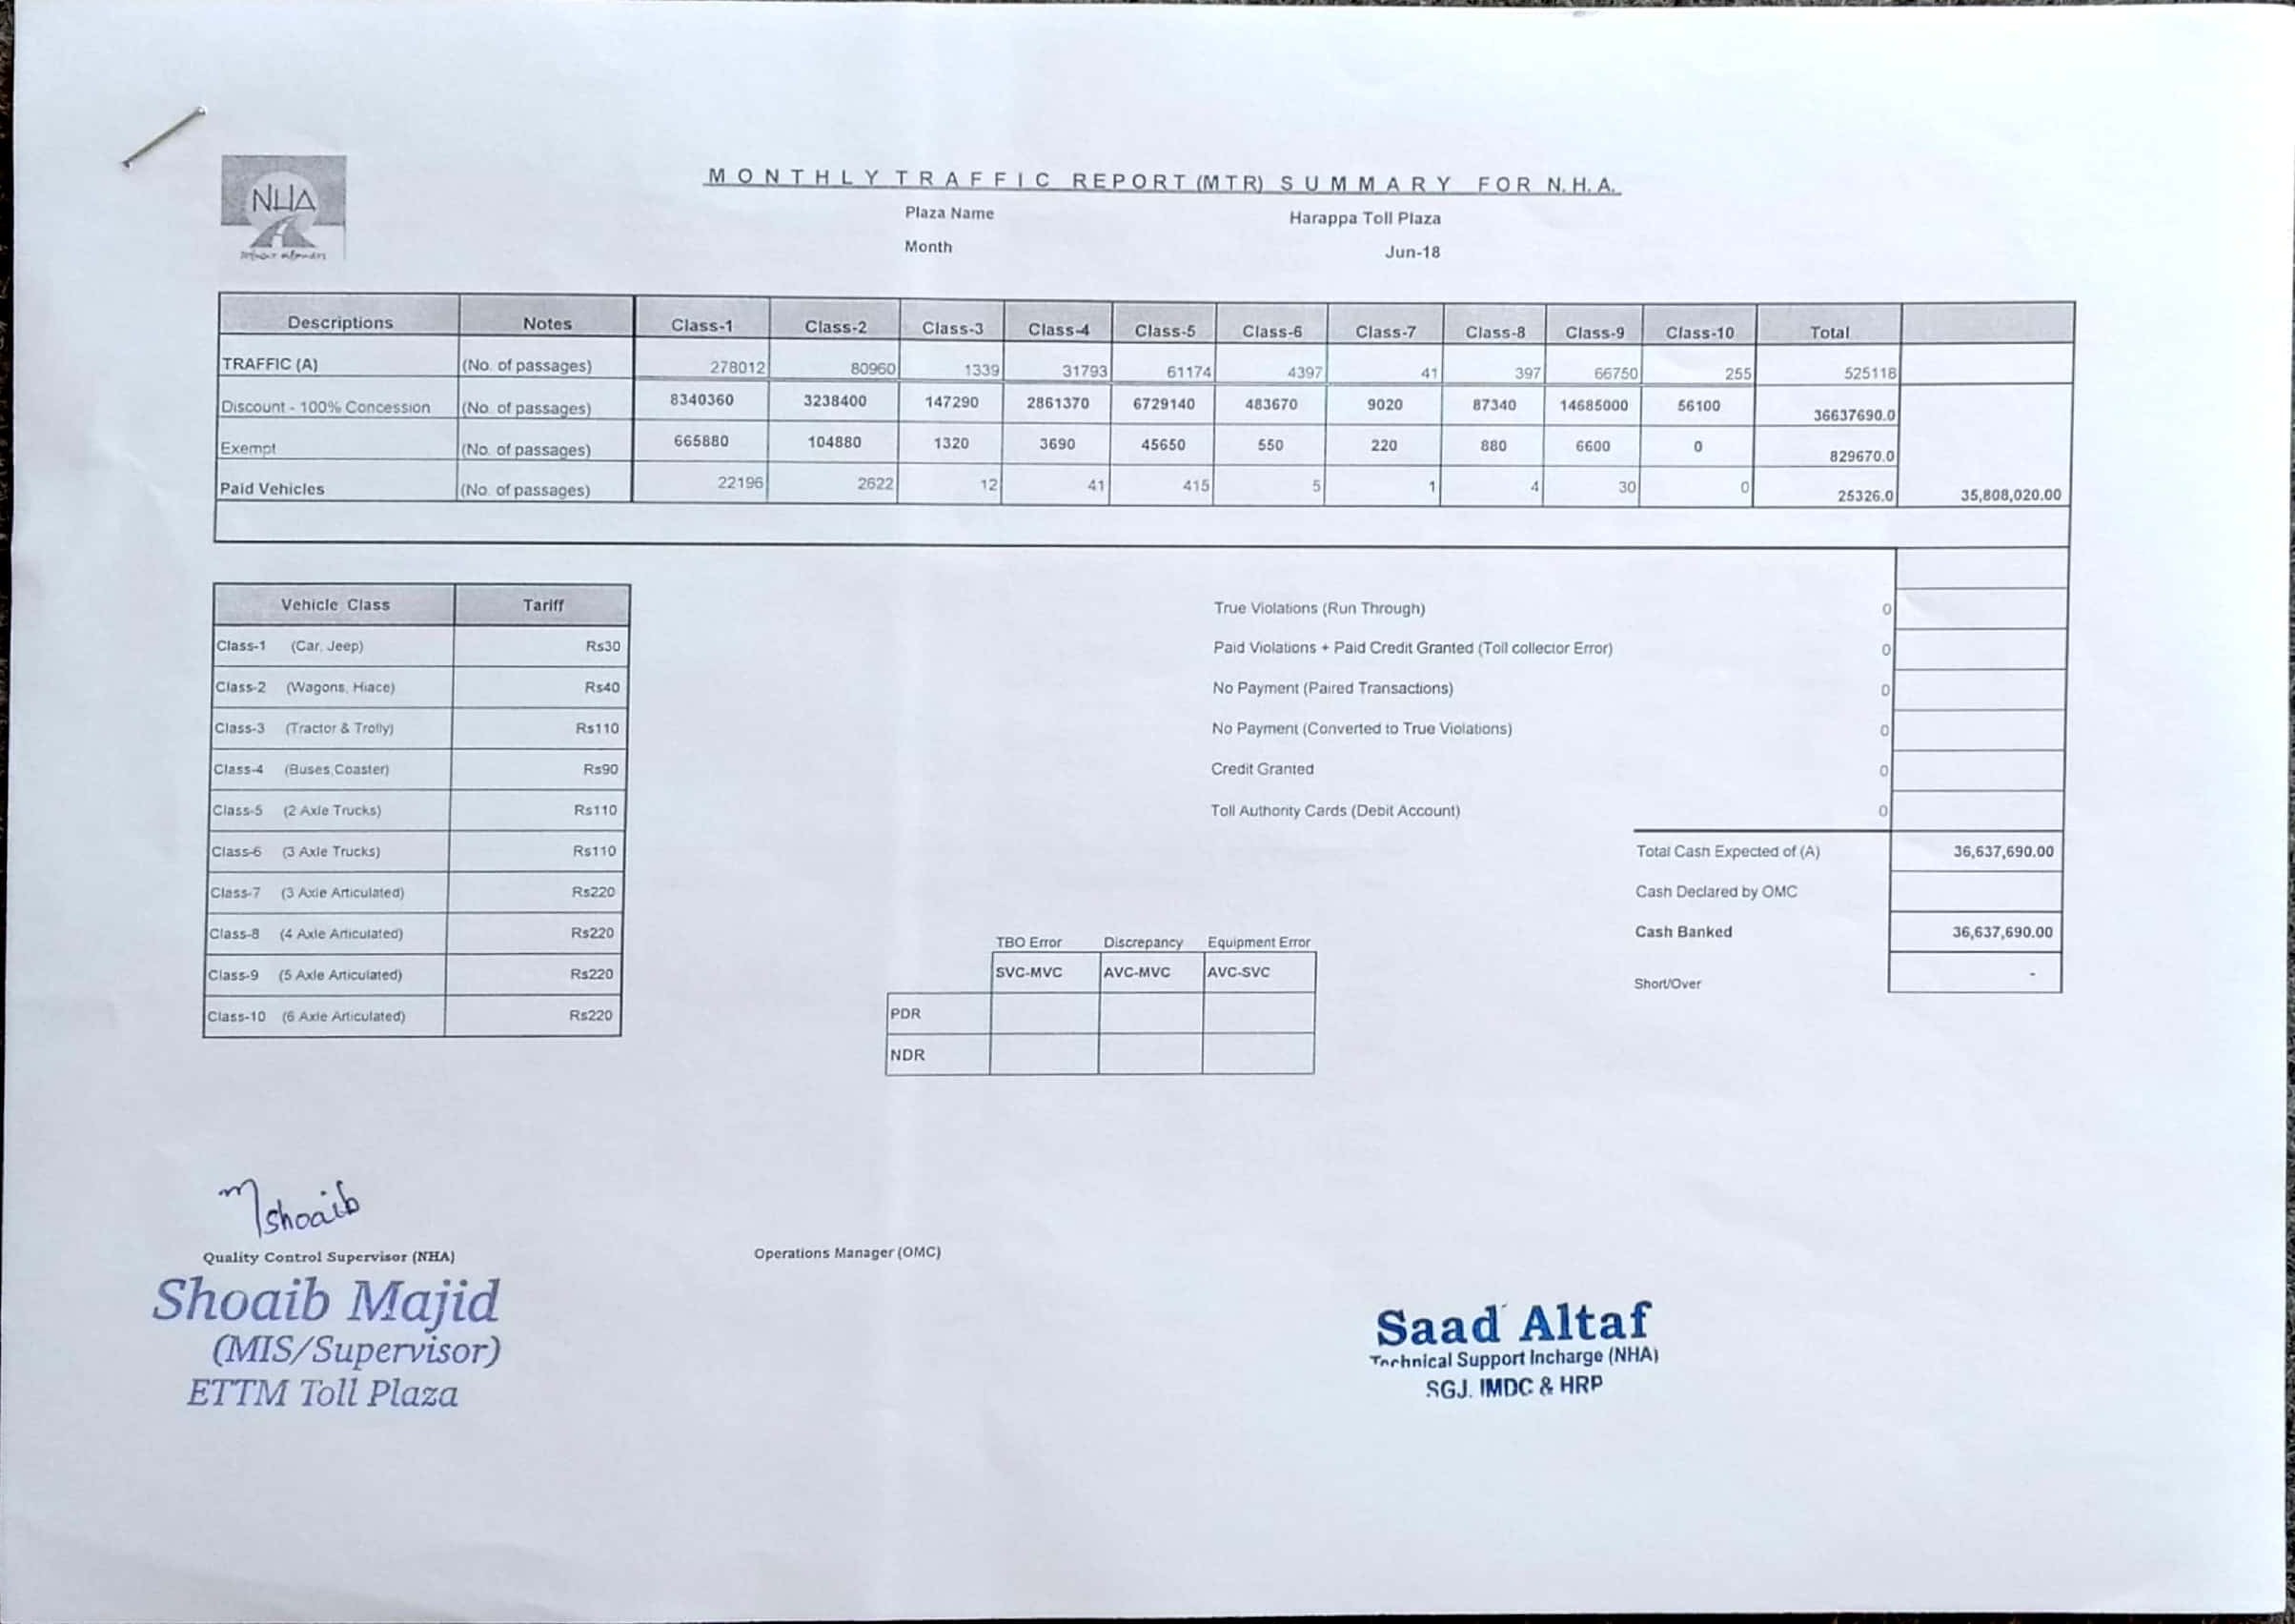 NHA
MONTHLY TRAFFIC REPORT (MTR) SUMMARY FOR N.H.A.
Plaza Name Harappa Toll Plaza
Month Jun-18
Descriptions Notes Class-1 Class-2 Class-3 Class-4 Class-5 Class-6 Class-7 Class-8 Class-9 Class-10 Total
TRAFFIC (A) (No. of passages) 278012 80960 1339 31793 61174 4397 41 397 66750 255 525118
Discount - 100% Concession (No. of passages) 8340360 3238400 147290 2861370 6729140 483670 9020 87340 14685000 56100 36637690.0
Exempt (No. of passages) 665880 104880 1320 3690 45650 550 220 880 6600 0 829670.0
Paid Vehicles (No. of passages) 22196 2622 12 41 415 5 1 4 30 0 25326.0 35,808,020.00
Vehicle Class Tariff
Class-1 (Car, Jeep) Rs30
Class-2 (Wagons, Hiace) Rs40
Class-3 (Tractor & Trolly) Rs110
Class-4 (Buses,Coaster) Rs90
Class-5 (2 Axle Trucks) Rs110
Class-6 (3 Axle Trucks) Rs110
Class-7 (3 Axle Articulated) Rs220
Class-8 (4 Axle Articulated) Rs220
Class-9 (5 Axle Articulated) Rs220
Class-10 (6 Axle Articulated) Rs220
True Violations (Run Through) 0
Paid Violations + Paid Credit Granted (Toll collector Error) 0
No Payment (Paired Transactions) 0
No Payment (Converted to True Violations) 0
Credit Granted 0
Toll Authority Cards (Debit Account) 0
Total Cash Expected of (A) 36,637,690.00
Cash Declared by OMC
Cash Banked 36,637,690.00
Short/Over -
TBO Error Discrepancy Equipment Error
SVC-MVC AVC-MVC AVC-SVC
PDR
NDR
M Shoaib
Quality Control Supervisor (NHA)
Operations Manager (OMC)
Shoaib Majid
(MIS/Supervisor)
ETTM Toll Plaza
Saad Altaf
Technical Support Incharge (NHA)
SGJ. IMDC & HRP